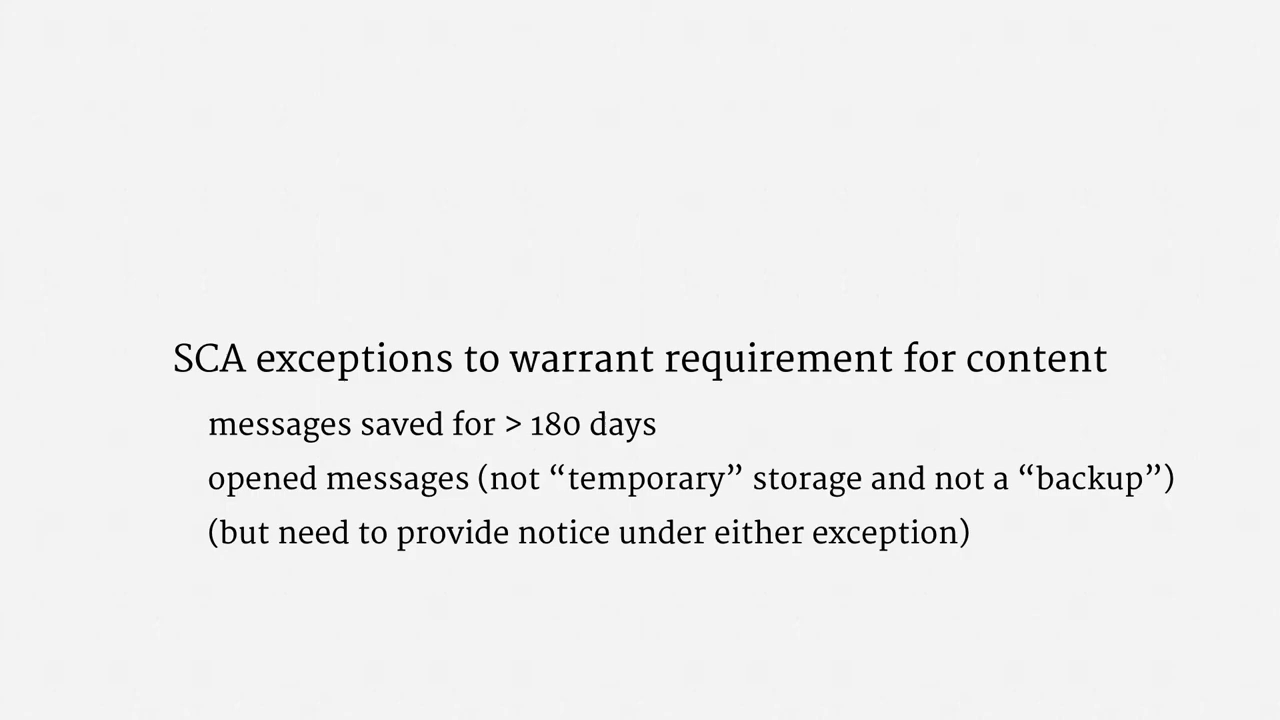 SCA exceptions to warrant requirement for content
messages saved for > 180 days
opened messages (not “temporary” storage and not a “backup”)
(but need to provide notice under either exception)